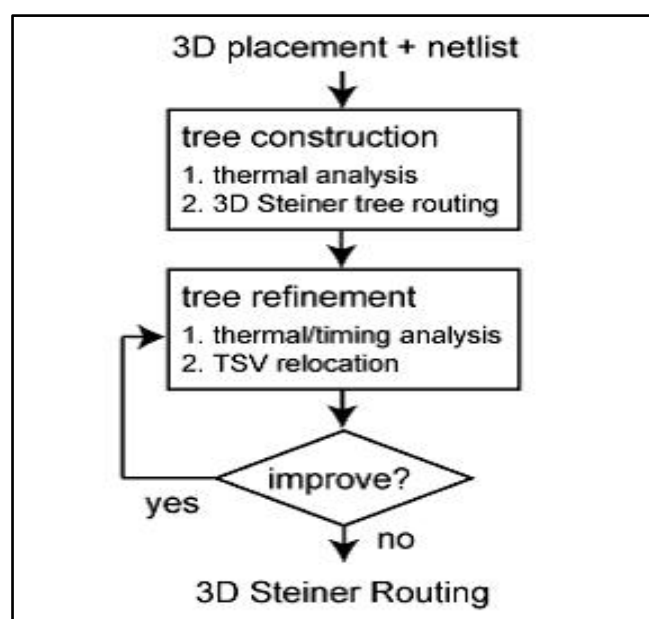 3D placement + netlist
tree construction
1. thermal analysis
2. 3D Steiner tree routing
tree refinement
1. thermal/timing analysis
2. TSV relocation
improve?
yes
no
3D Steiner Routing